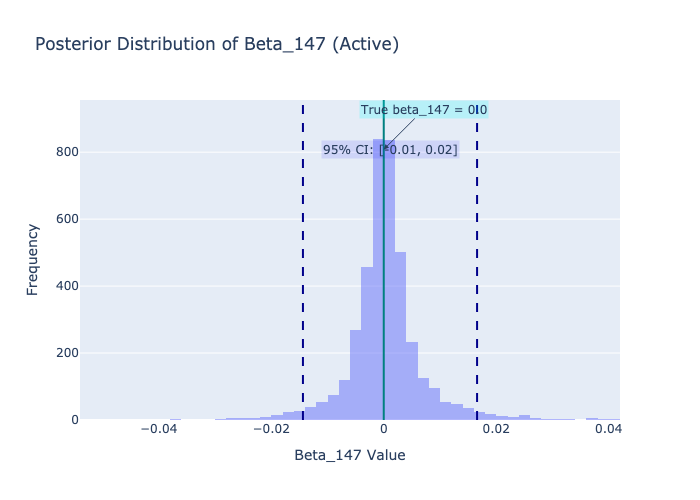 Posterior Distribution of Beta_147 (Active)
True beta_147 = 0.0
95% CI: [-0.01, 0.02]
Frequency
800
600
400
200
0
−0.04
−0.02
0
0.02
0.04
Beta_147 Value